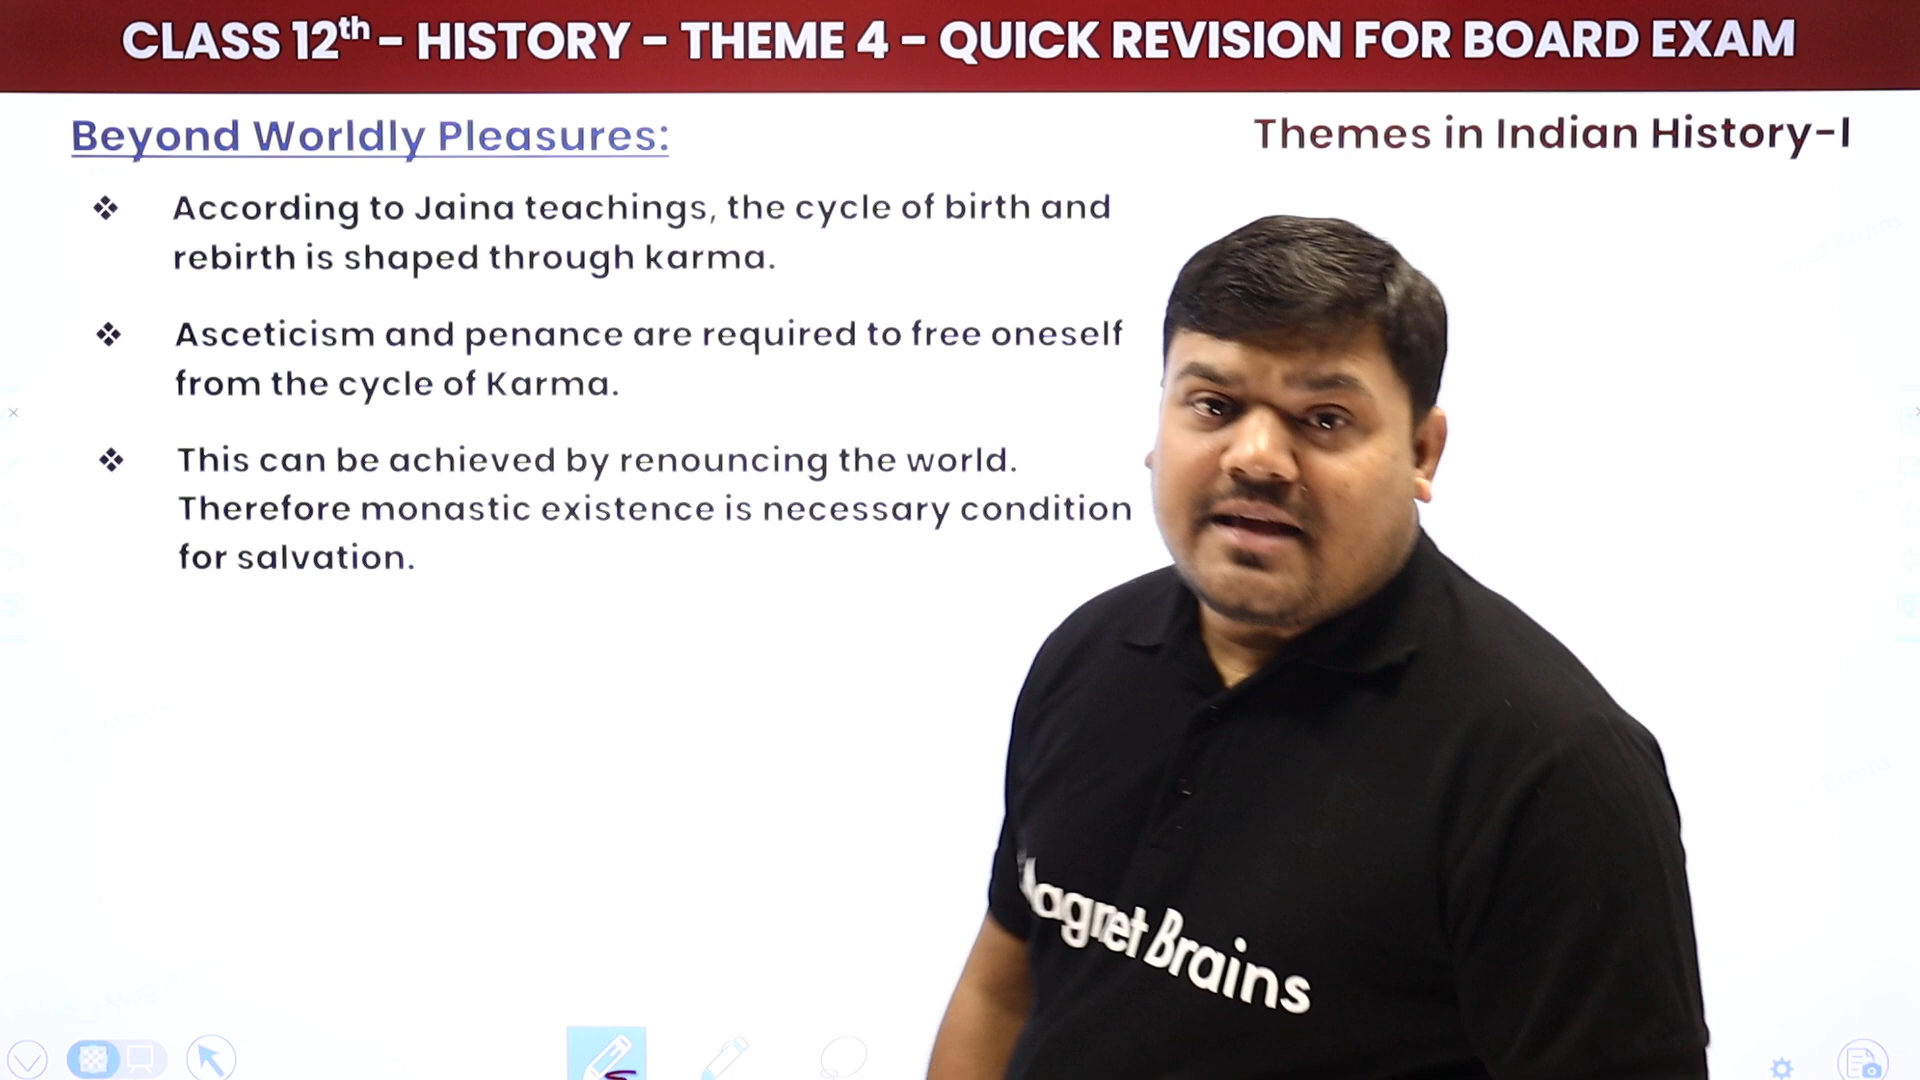 CLASS 12th - HISTORY - THEME 4 - QUICK REVISION FOR BOARD EXAM
Beyond Worldly Pleasures:
Themes in Indian History-I
❖ According to Jaina teachings, the cycle of birth and
rebirth is shaped through karma.
❖ Asceticism and penance are required to free oneself
from the cycle of Karma.
❖ This can be achieved by renouncing the world.
Therefore monastic existence is necessary condition
for salvation.
Magnet Brains